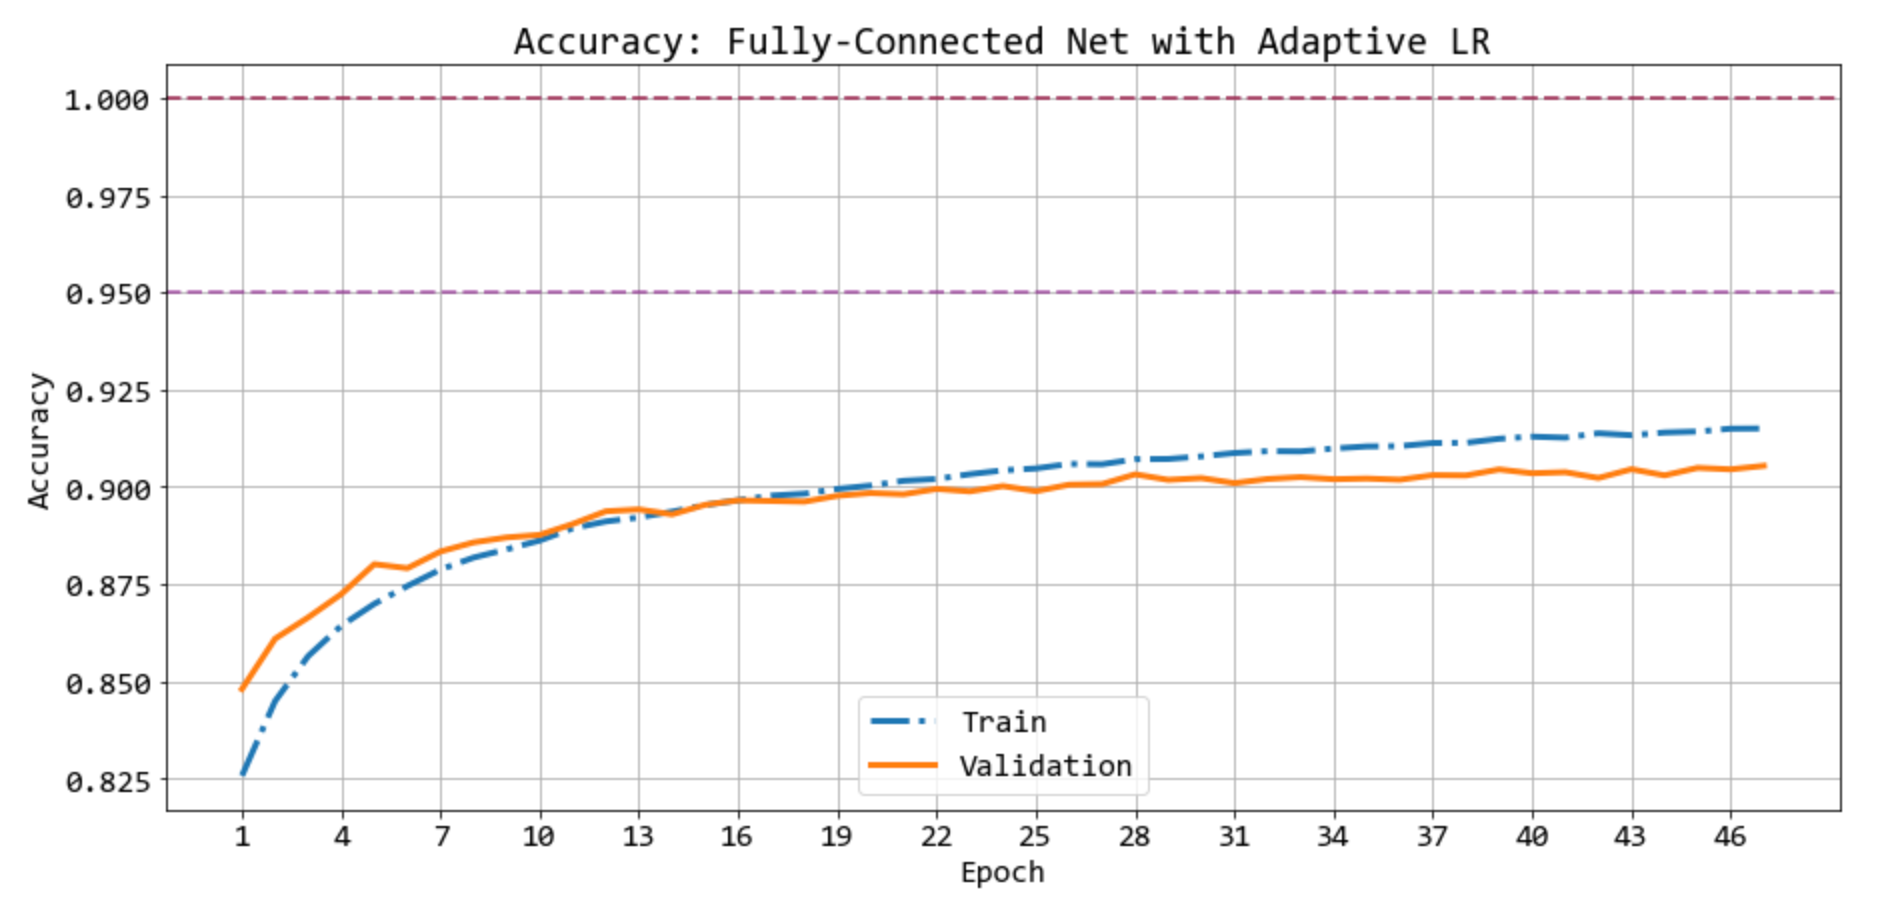 Accuracy: Fully-Connected Net with Adaptive LR
1.000
0.975
0.950
0.925
0.900
0.875
0.850
0.825
Accuracy
Train
Validation
1 4 7 10 13 16 19 22 25 28 31 34 37 40 43 46
Epoch